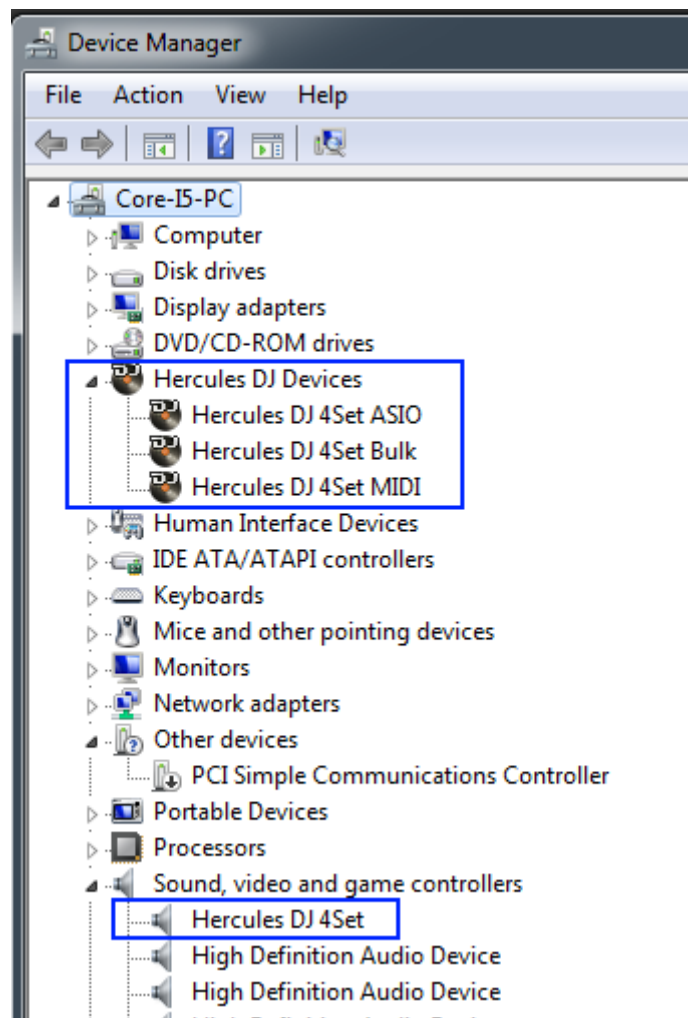 Device Manager
File Action View Help
Core-I5-PC
Computer
Disk drives
Display adapters
DVD/CD-ROM drives
Hercules DJ Devices
Hercules DJ 4Set ASIO
Hercules DJ 4Set Bulk
Hercules DJ 4Set MIDI
Human Interface Devices
IDE ATA/ATAPI controllers
Keyboards
Mice and other pointing devices
Monitors
Network adapters
Other devices
PCI Simple Communications Controller
Portable Devices
Processors
Sound, video and game controllers
Hercules DJ 4Set
High Definition Audio Device
High Definition Audio Device